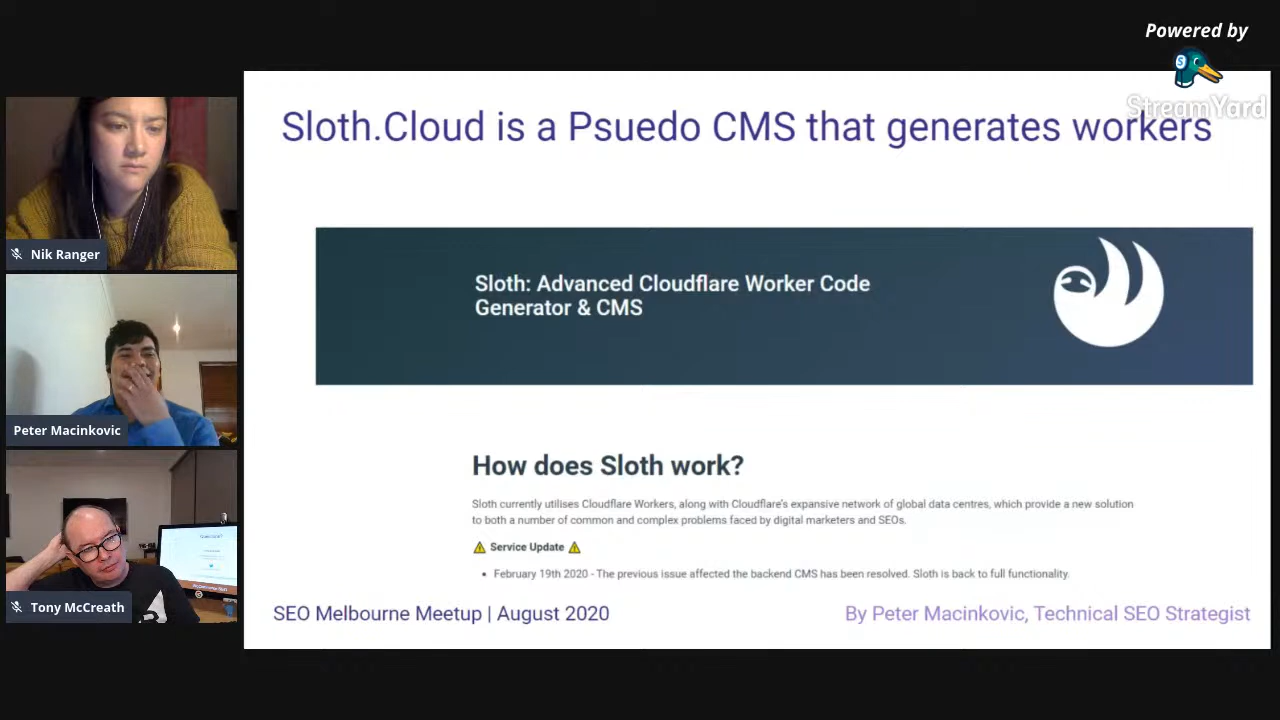 Powered by
StreamYard
Sloth.Cloud is a Psuedo CMS that generates workers
Sloth: Advanced Cloudflare Worker Code
Generator & CMS
How does Sloth work?
Sloth currently utilises Cloudflare Workers, along with Cloudflare's expansive network of global data centres, which provide a new solution
to both a number of common and complex problems faced by digital marketers and SEOs.
Service Update
February 19th 2020 - The previous issue affected the backend CMS has been resolved. Sloth is back to full functionality.
SEO Melbourne Meetup | August 2020
By Peter Macinkovic, Technical SEO Strategist
Nik Ranger
Peter Macinkovic
Tony McCreath